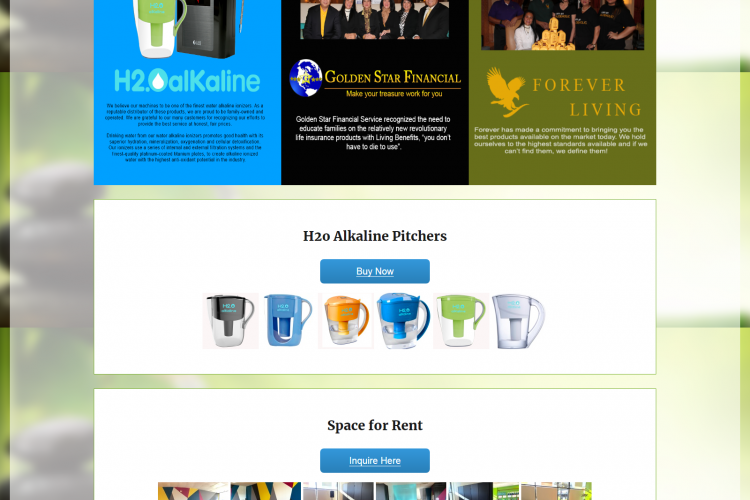 H2.0alKaline
We believe our machines to be one of the finest water alkaline ionizers. As a
reputable distributor of these products, we are proud to be family-owned and
operated. We are grateful to our many customers for recognizing our efforts to
provide the best service at honest, fair prices.
Drinking water from our water alkaline ionizers promotes good health with its
superior hydration, mineralization, oxygenation and cellular detoxification.
Our ionizers use a series of internal and external filtration systems and the
finest-quality platinum-coated titanium plates, to create alkaline ionized
water with the highest anti-oxidant potential in the industry.
GOLDEN STAR FINANCIAL
Make your treasure work for you
Golden Star Financial Service recognized the need to
educate families on the relatively new revolutionary
life insurance products with Living Benefits, "you don't
have to die to use".
FOREVER
LIVING
Forever has made a commitment to bringing you the
best products available on the market today. We hold
ourselves to the highest standards available and if we
can't find them, we define them!
H2o Alkaline Pitchers
Buy Now
Space for Rent
Inquire Here